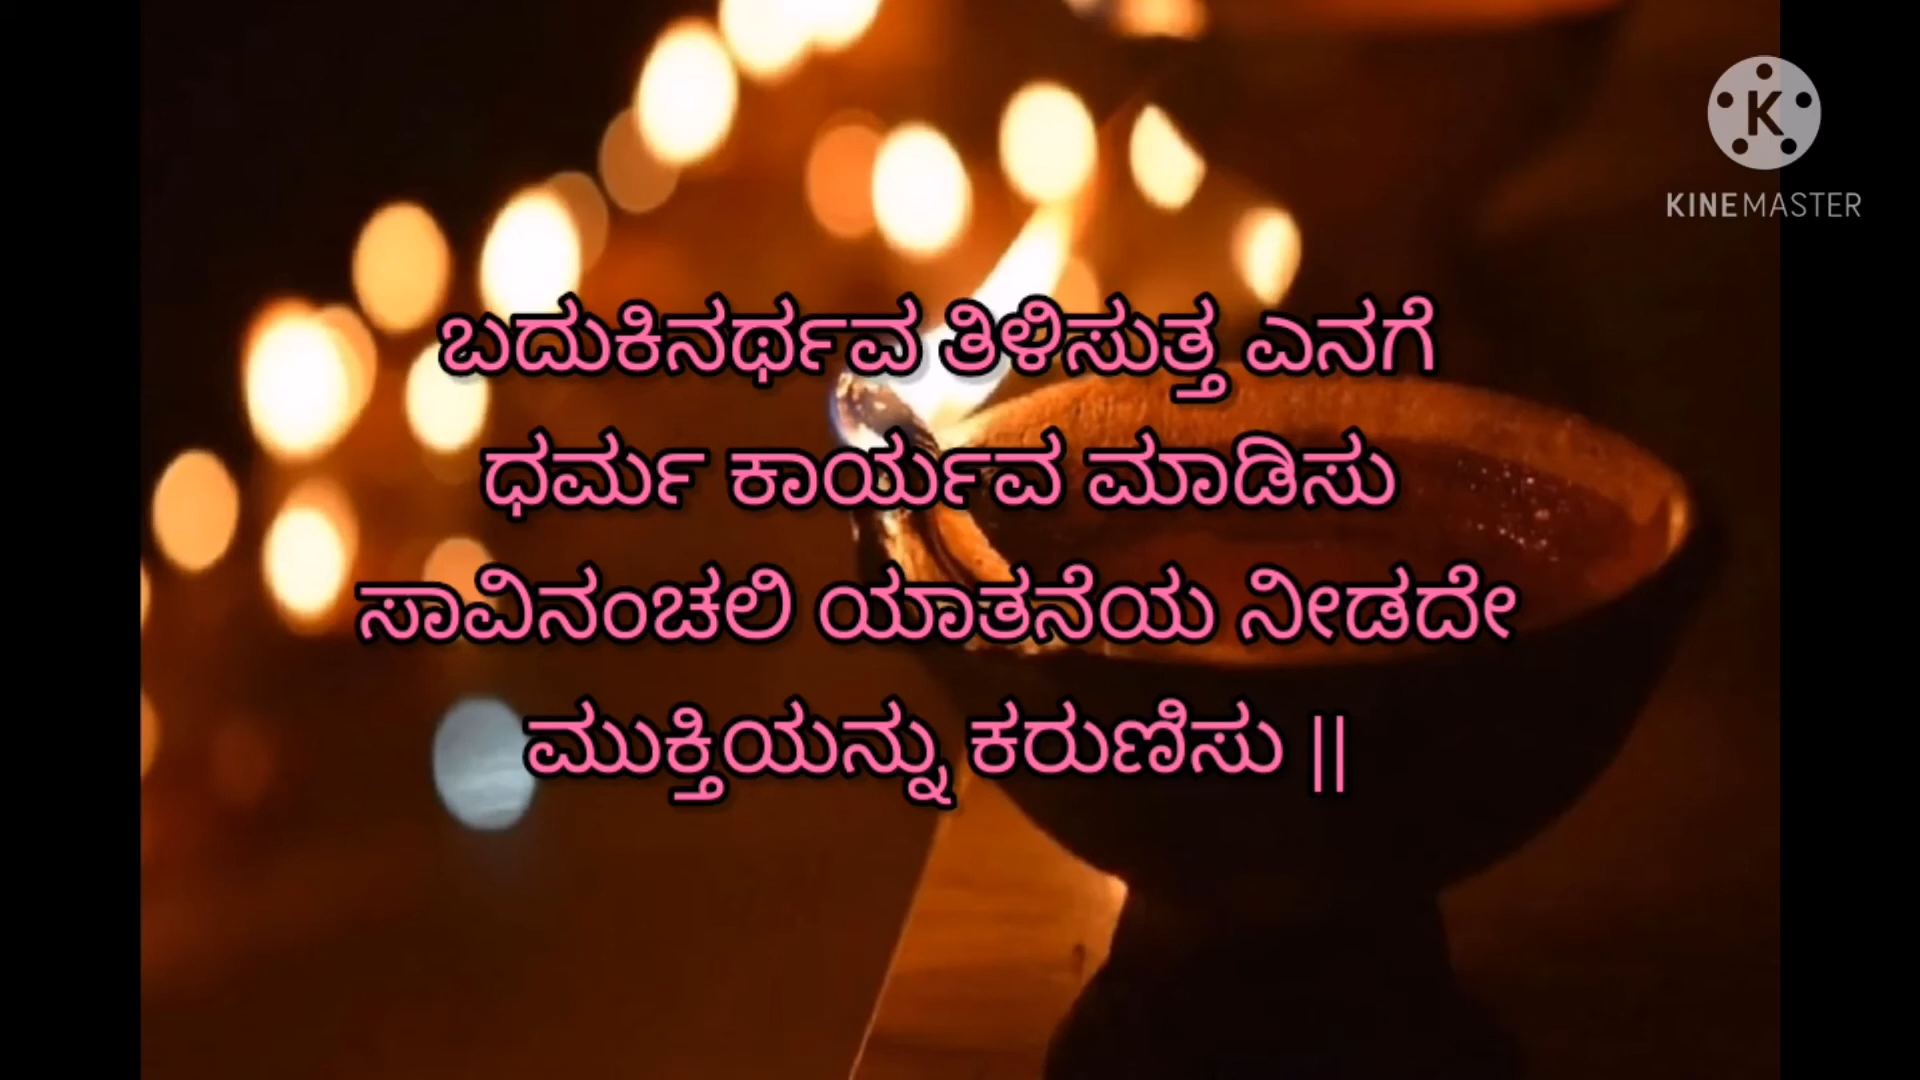 K
KINEMASTER
ಬದುಕಿನರ್ಥವ ತಿಳಿಸುತ್ತ ಎನಗೆ
ಧರ್ಮ ಕಾರ್ಯವ ಮಾಡಿಸು
ಸಾವಿನಂಚಲಿ ಯಾತನೆಯ ನೀಡದೇ
ಮುಕ್ತಿಯನ್ನು ಕರುಣಿಸು ||